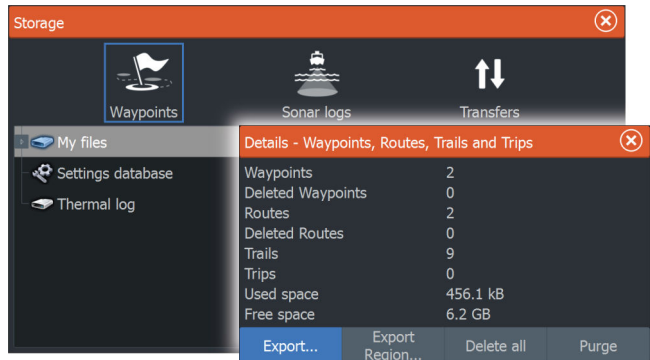 Storage
Waypoints Sonar logs Transfers
My files
Settings database
Thermal log
Details - Waypoints, Routes, Trails and Trips
Waypoints 2
Deleted Waypoints 0
Routes 2
Deleted Routes 0
Trails 9
Trips 0
Used space 456.1 kB
Free space 6.2 GB
Export... Export Region... Delete all Purge